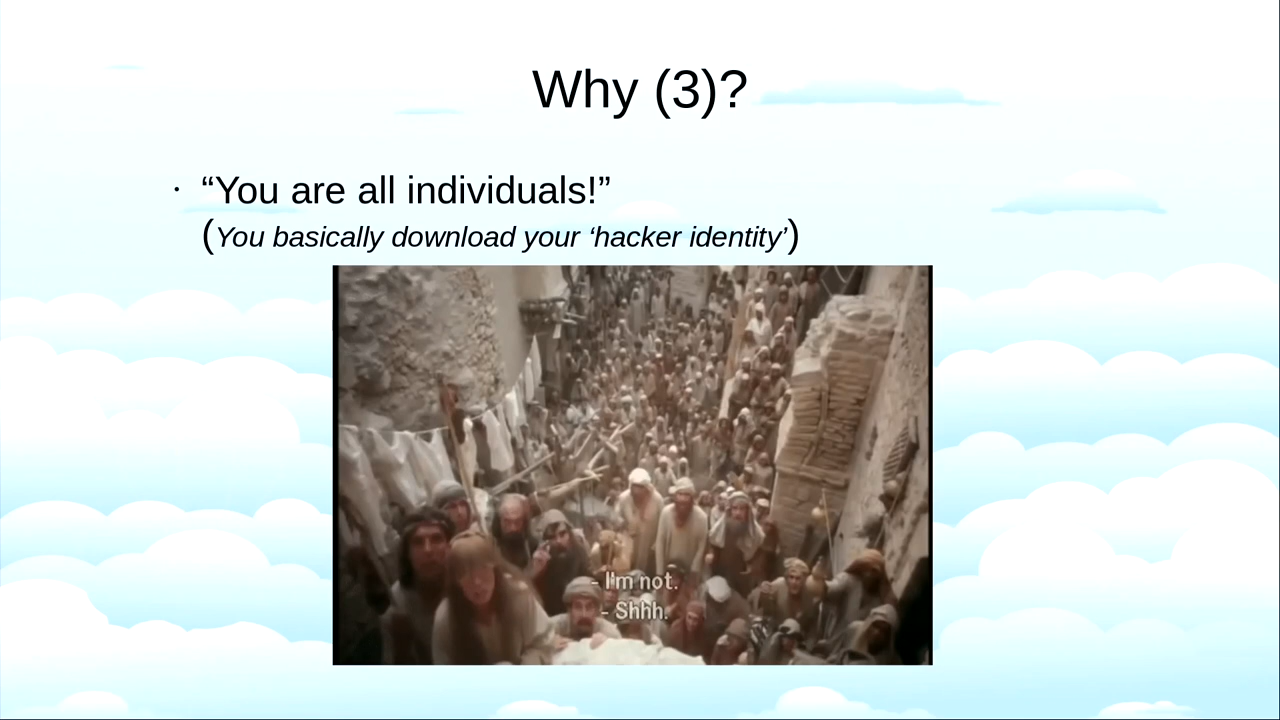 Why (3)?
· “You are all individuals!”
(You basically download your ‘hacker identity’)
- I'm not.
- Shhh.